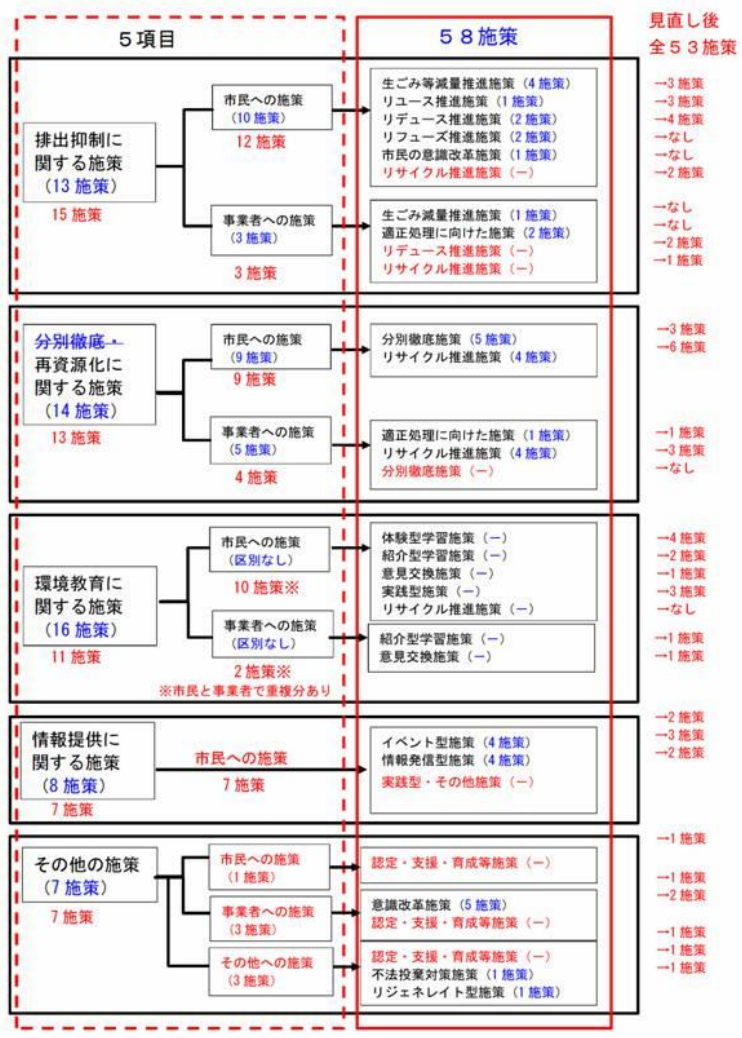 ５項目
５８施策
見直し後
全５３施策
排出抑制に
関する施策
（13 施策）
15 施策
市民への施策
（10 施策）
12 施策
生ごみ等減量推進施策（4 施策）
リユース推進施策（1 施策）
リデュース推進施策（2 施策）
リフューズ推進施策（2 施策）
市民の意識改革施策（1 施策）
リサイクル推進施策（―）
→3 施策
→3 施策
→4 施策
→なし
→なし
→2 施策
事業者への施策
（3 施策）
3 施策
生ごみ減量推進施策（1 施策）
適正処理に向けた施策（2 施策）
リデュース推進施策（―）
リサイクル推進施策（―）
→なし
→なし
→2 施策
→1 施策
分別徹底・
再資源化に
関する施策
（14 施策）
13 施策
市民への施策
（9 施策）
9 施策
分別徹底施策（5 施策）
リサイクル推進施策（4 施策）
→3 施策
→6 施策
事業者への施策
（5 施策）
4 施策
適正処理に向けた施策（1 施策）
リサイクル推進施策（4 施策）
分別徹底施策（―）
→1 施策
→3 施策
→なし
環境教育に
関する施策
（16 施策）
11 施策
市民への施策
（区別なし）
10 施策※
体験型学習施策（―）
紹介型学習施策（―）
意見交換施策（―）
実践型施策（―）
リサイクル推進施策（―）
→4 施策
→2 施策
→1 施策
→3 施策
→なし
事業者への施策
（区別なし）
2 施策※
※市民と事業者で重複分あり
紹介型学習施策（―）
意見交換施策（―）
→1 施策
→1 施策
情報提供に
関する施策
（8 施策）
7 施策
市民への施策
7 施策
イベント型施策（4 施策）
情報発信型施策（4 施策）
実践型・その他施策（―）
→2 施策
→3 施策
→2 施策
その他の施策
（7 施策）
7 施策
市民への施策
（1 施策）
認定・支援・育成等施策（―）
→1 施策
事業者への施策
（3 施策）
意識改革施策（5 施策）
認定・支援・育成等施策（―）
→1 施策
→2 施策
その他への施策
（3 施策）
認定・支援・育成等施策（―）
不法投棄対策施策（1 施策）
リジェネレイト型施策（1 施策）
→1 施策
→1 施策
→1 施策